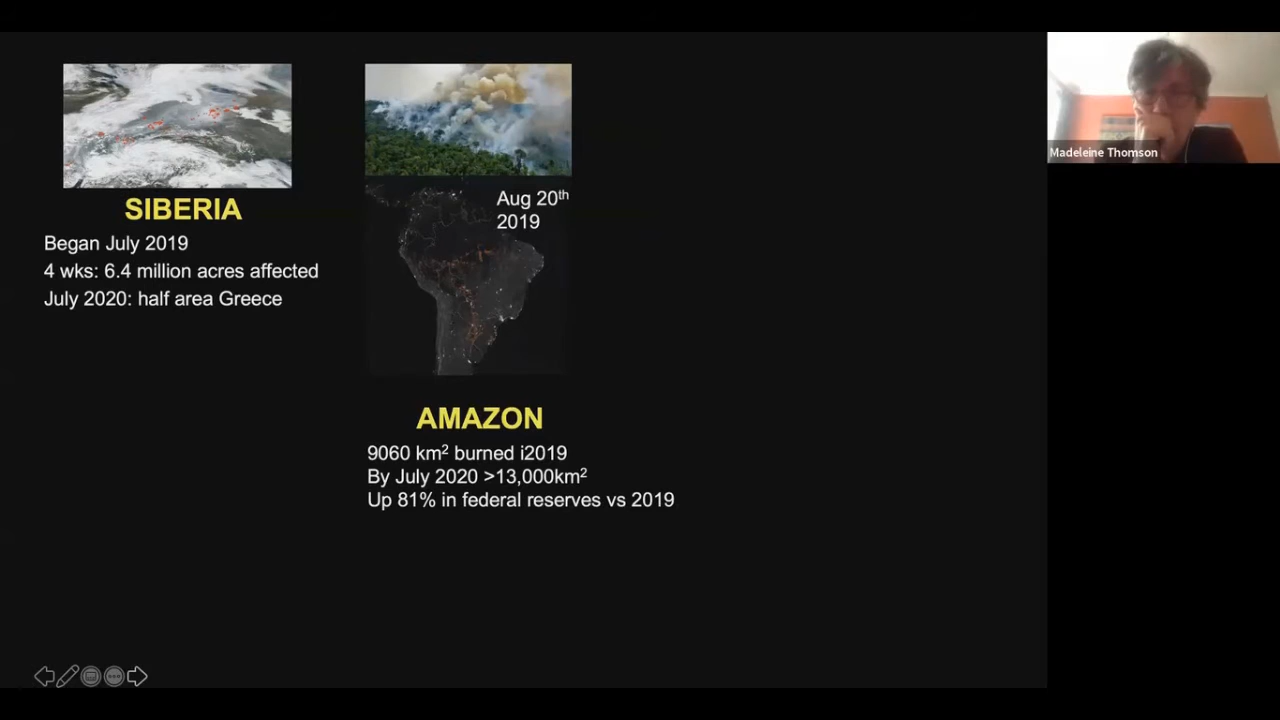 SIBERIA
Began July 2019
4 wks: 6.4 million acres affected
July 2020: half area Greece
Aug 20th
2019
AMAZON
9060 km² burned i2019
By July 2020 >13,000km²
Up 81% in federal reserves vs 2019
Madeleine Thomson